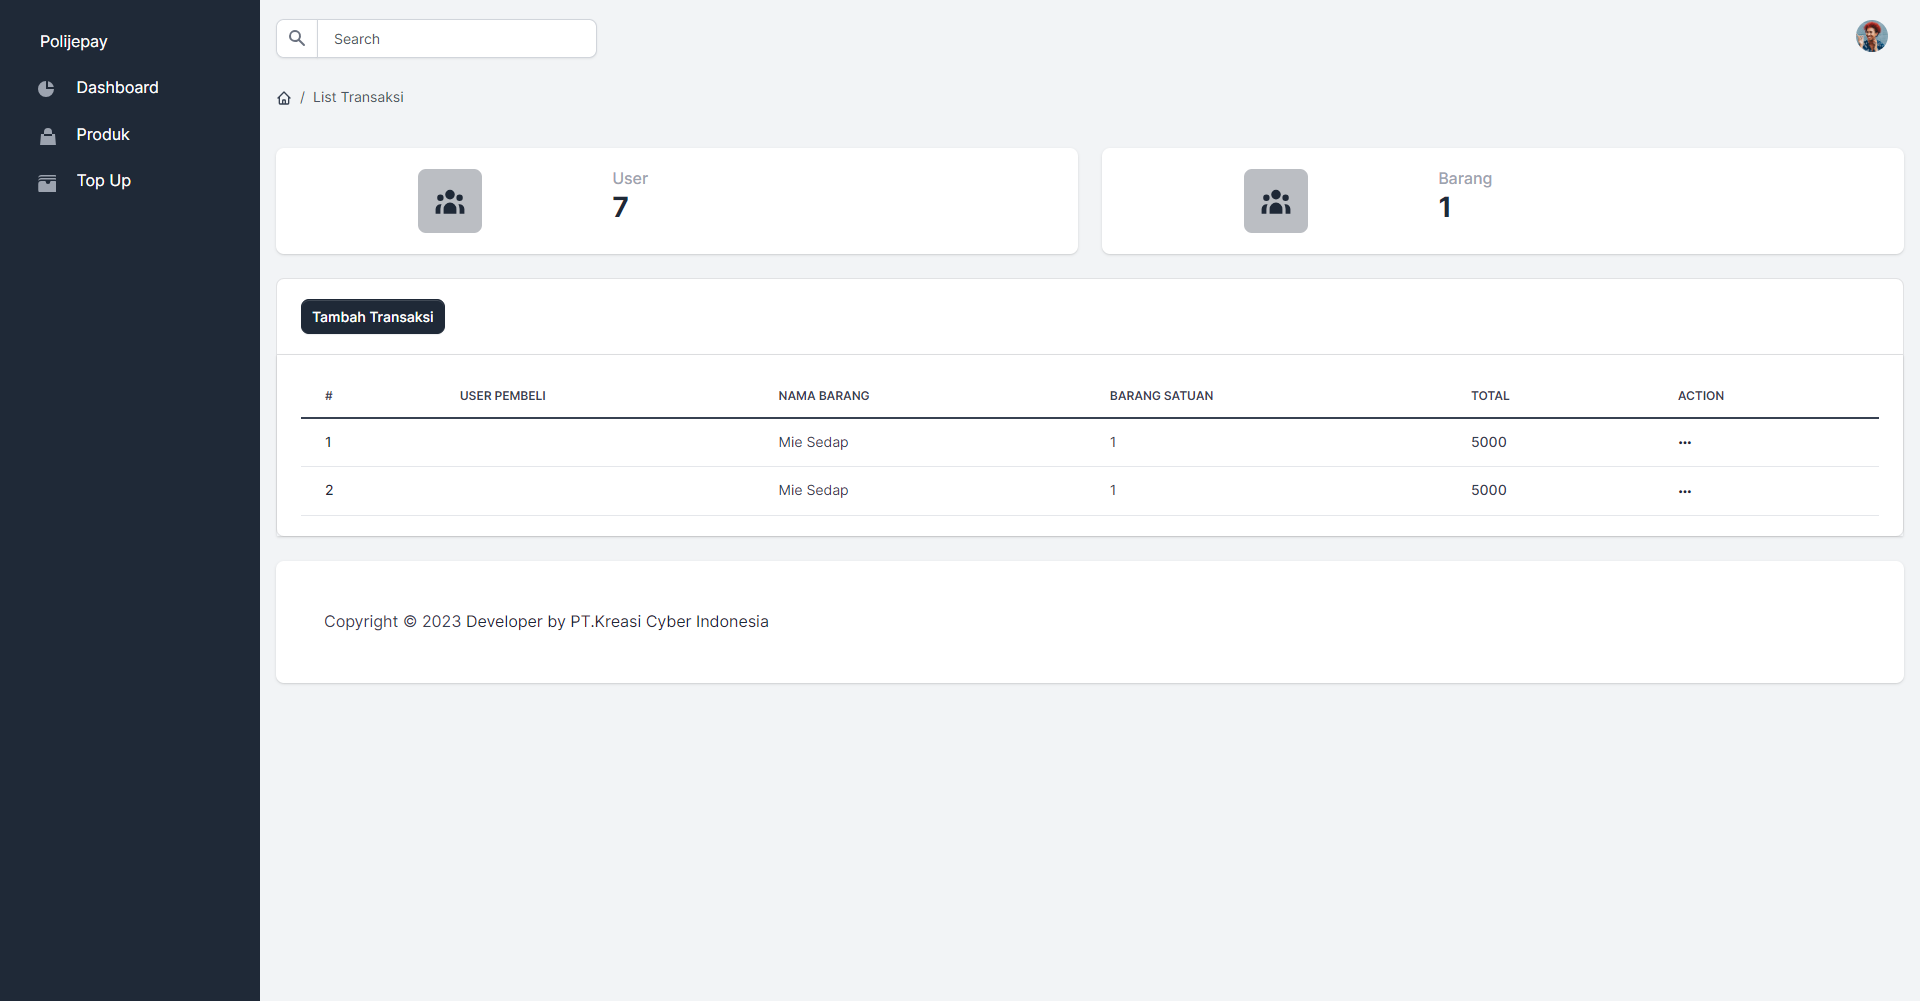 Polijepay
Dashboard
Produk
Top Up
Search
/ List Transaksi
User
7
Barang
1
Tambah Transaksi
# USER PEMBELI NAMA BARANG BARANG SATUAN TOTAL ACTION
1 Mie Sedap 1 5000 ...
2 Mie Sedap 1 5000 ...
Copyright © 2023 Developer by PT.Kreasi Cyber Indonesia